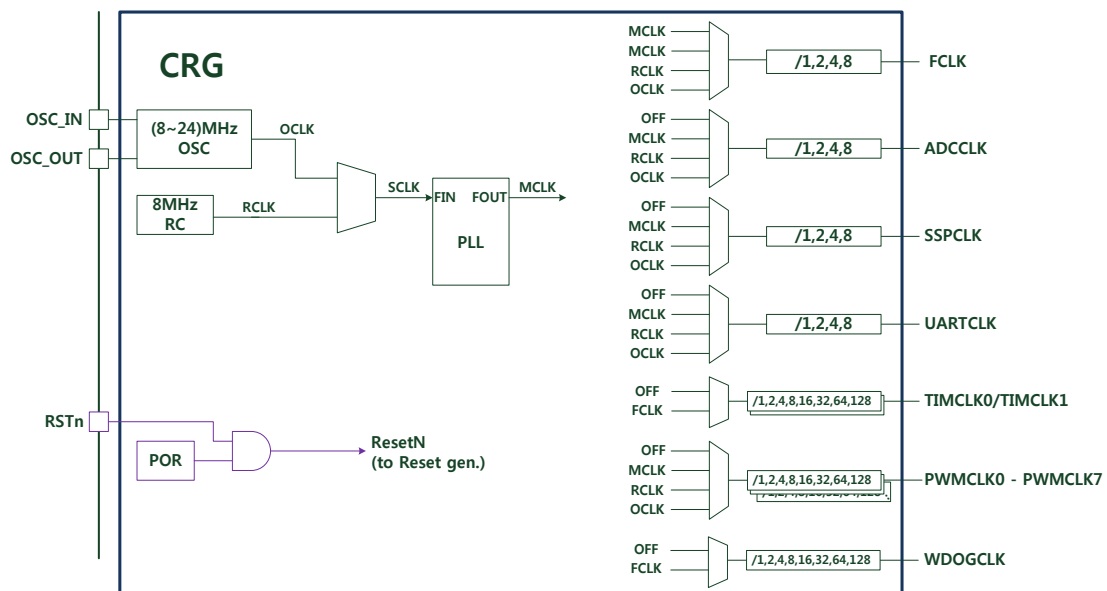 CRG
OSC_IN
OSC_OUT
(8~24)MHz
OSC
OCLK
8MHz
RC
RCLK
SCLK
FIN
FOUT
PLL
MCLK
RSTn
POR
ResetN
(to Reset gen.)
MCLK
MCLK
RCLK
OCLK
/1,2,4,8
FCLK
OFF
MCLK
RCLK
OCLK
/1,2,4,8
ADCCLK
OFF
MCLK
RCLK
OCLK
/1,2,4,8
SSPCLK
OFF
MCLK
RCLK
OCLK
/1,2,4,8
UARTCLK
OFF
FCLK
/1,2,4,8,16,32,64,128
TIMCLK0/TIMCLK1
OFF
MCLK
RCLK
OCLK
/1,2,4,8,16,32,64,128
PWMCLK0 - PWMCLK7
OFF
FCLK
/1,2,4,8,16,32,64,128
WDOGCLK